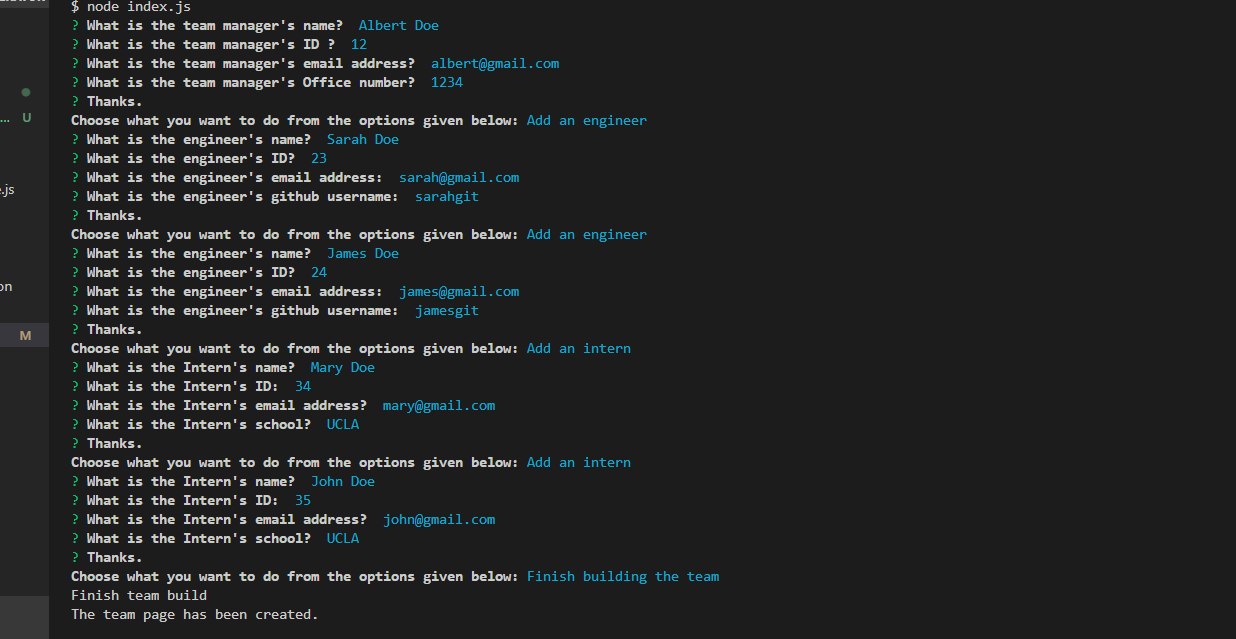 $ node index.js
? What is the team manager's name?  Albert Doe
? What is the team manager's ID ?  12
? What is the team manager's email address?  albert@gmail.com
? What is the team manager's Office number?  1234
? Thanks.
Choose what you want to do from the options given below: Add an engineer
? What is the engineer's name?  Sarah Doe
? What is the engineer's ID?  23
? What is the engineer's email address:  sarah@gmail.com
? What is the engineer's github username:  sarahgit
? Thanks.
Choose what you want to do from the options given below: Add an engineer
? What is the engineer's name?  James Doe
? What is the engineer's ID?  24
? What is the engineer's email address:  james@gmail.com
? What is the engineer's github username:  jamesgit
? Thanks.
Choose what you want to do from the options given below: Add an intern
? What is the Intern's name?  Mary Doe
? What is the Intern's ID:  34
? What is the Intern's email address?  mary@gmail.com
? What is the Intern's school?  UCLA
? Thanks.
Choose what you want to do from the options given below: Add an intern
? What is the Intern's name?  John Doe
? What is the Intern's ID:  35
? What is the Intern's email address?  john@gmail.com
? What is the Intern's school?  UCLA
? Thanks.
Choose what you want to do from the options given below: Finish building the team
Finish team build
The team page has been created.
... U
.js
on
M